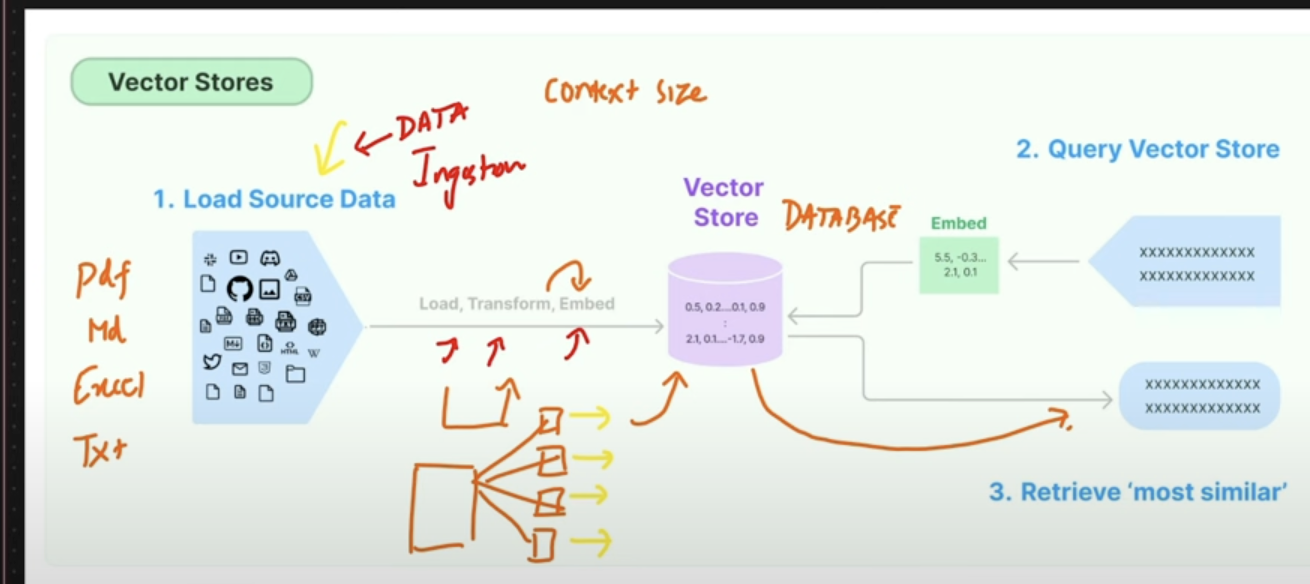 Vector Stores
Context Size
DATA
Ingestion
1. Load Source Data
2. Query Vector Store
Vector
Store
DATABASE
Embed
5.5, -0.3...
2.1, 0.1
XXXXXXXXXXXXX
XXXXXXXXXXXXX
Pdf
Md
Excel
Txt
CSV
HTML
W
Load, Transform, Embed
0.5, 0.2....0.1, 0.9
:
2.1, 0.1....-1.7, 0.9
XXXXXXXXXXXXX
XXXXXXXXXXXXX
3. Retrieve 'most similar'